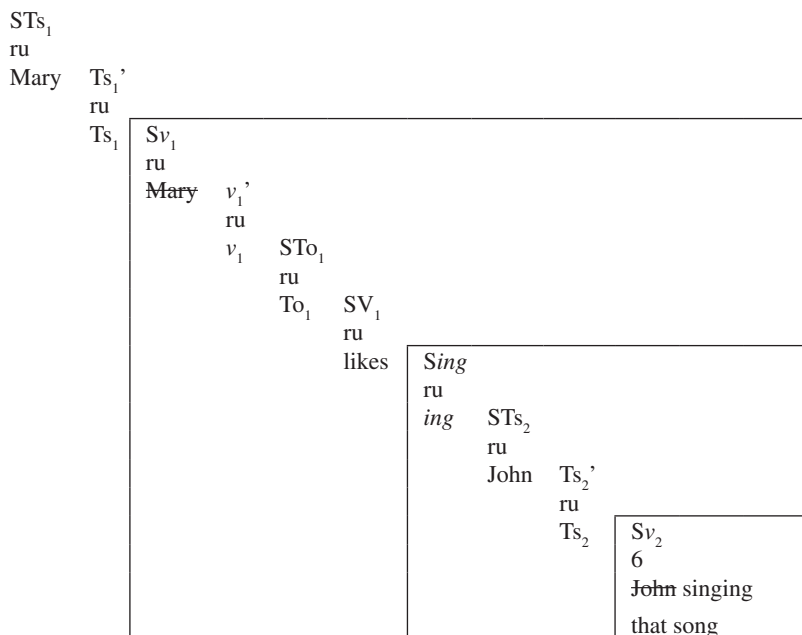 STs₁
ru
Mary Ts₁’
ru
Ts₁ Sv₁
ru
Mary v₁’
ru
v₁ STo₁
ru
To₁ SV₁
ru
likes Sing
ru
ing STs₂
ru
John Ts₂’
ru
Ts₂ Sv₂
6
John singing
that song